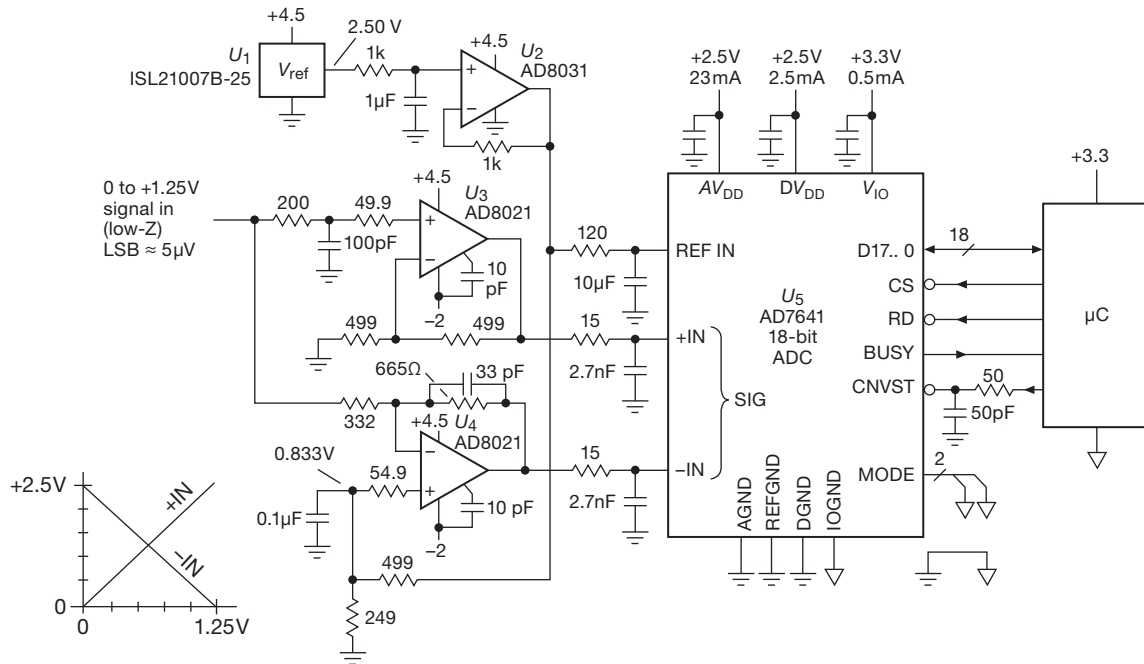 +4.5
2.50 V
U1
ISL21007B-25
Vref
1k
1µF
+4.5
U2
AD8031
+
−
1k
+2.5V
23mA
+2.5V
2.5mA
+3.3V
0.5mA
AVDD
DVDD
VIO
+3.3
0 to +1.25V
signal in
(low-Z)
LSB ≈ 5µV
200
49.9
100pF
+4.5
U3
AD8021
+
−
10
pF
−2
499
499
120
REF IN
10µF
15
+IN
2.7nF
SIG
U5
AD7641
18-bit
ADC
D17.. 0
18
CS
RD
BUSY
CNVST
50
50pF
µC
MODE
2
665Ω
33 pF
332
U4
+4.5
AD8021
−
+
10 pF
−2
15
−IN
2.7nF
0.833V
54.9
0.1µF
499
249
AGND
REFGND
DGND
IOGND
+2.5V
0
+IN
−IN
0
1.25V